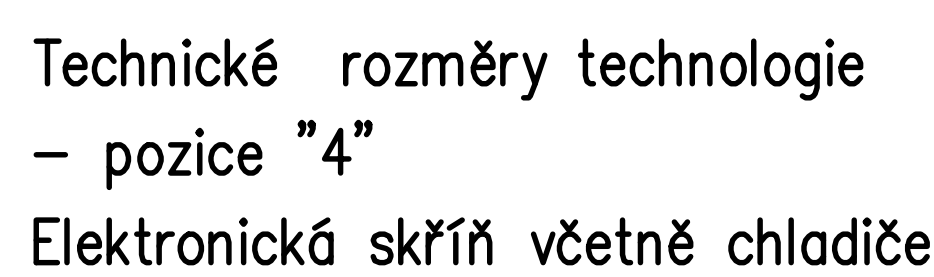 Technické  rozměry technologie
– pozice "4"
Elektronická skříň včetně chladiče